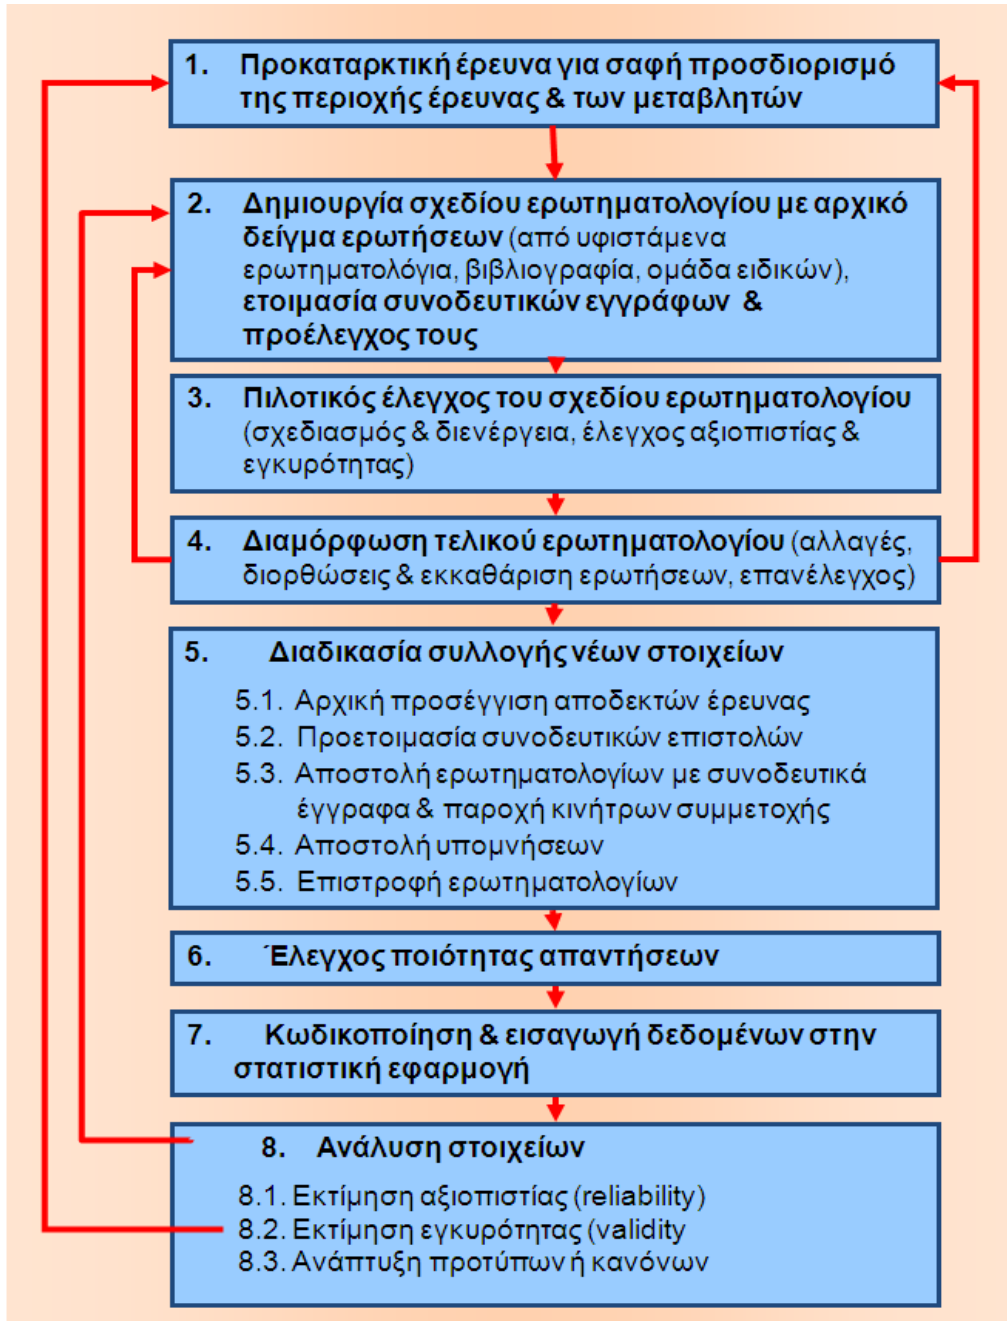 1. Προκαταρκτική έρευνα για σαφή προσδιορισμό
της περιοχής έρευνας & των μεταβλητών
2. Δημιουργία σχεδίου ερωτηματολογίου με αρχικό
δείγμα ερωτήσεων (από υφιστάμενα
ερωτηματολόγια, βιβλιογραφία, ομάδα ειδικών),
ετοιμασία συνοδευτικών εγγράφων &
προέλεγχος τους
3. Πιλοτικός έλεγχος του σχεδίου ερωτηματολογίου
(σχεδιασμός & διενέργεια, έλεγχος αξιοπιστίας &
εγκυρότητας)
4. Διαμόρφωση τελικού ερωτηματολογίου (αλλαγές,
διορθώσεις & εκκαθάριση ερωτήσεων, επανέλεγχος)
5. Διαδικασία συλλογής νέων στοιχείων
5.1. Αρχική προσέγγιση αποδεκτών έρευνας
5.2. Προετοιμασία συνοδευτικών επιστολών
5.3. Αποστολή ερωτηματολογίων με συνοδευτικά
έγγραφα & παροχή κινήτρων συμμετοχής
5.4. Αποστολή υπομνήσεων
5.5. Επιστροφή ερωτηματολογίων
6. Έλεγχος ποιότητας απαντήσεων
7. Κωδικοποίηση & εισαγωγή δεδομένων στην
στατιστική εφαρμογή
8. Ανάλυση στοιχείων
8.1. Εκτίμηση αξιοπιστίας (reliability)
8.2. Εκτίμηση εγκυρότητας (validity
8.3. Ανάπτυξη προτύπων ή κανόνων